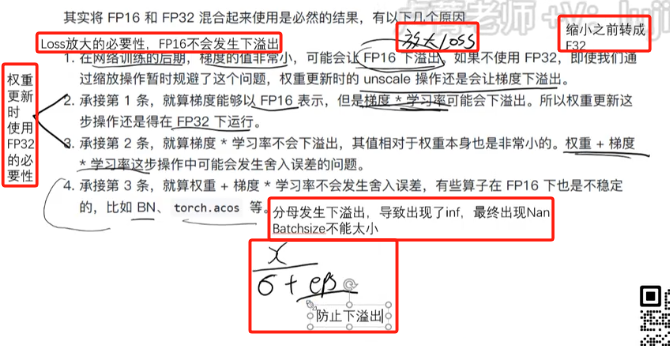 卢菁老师 +v: lujing
其实将 FP16 和 FP32 混合起来使用是必然的结果，有以下几个原因
Loss放大的必要性，FP16不会发生下溢出
放大loss
缩小之前转成
F32
1. 在网络训练的后期，梯度的值非常小，可能会让 FP16 下溢出，如果不使用 FP32，即使我们通
过缩放操作暂时规避了这个问题，权重更新时的 unscale 操作还是会让梯度下溢出。
权重
更新
时
使用
FP32
的必
要性
2. 承接第 1 条，就算梯度能够以 FP16 表示，但是梯度 * 学习率可能会下溢出。所以权重更新这
步操作还是得在 FP32 下运行。
3. 承接第 2 条，就算梯度 * 学习率不会下溢出，其值相对于权重本身也是非常小的。权重 + 梯度
* 学习率这步操作中可能会发生舍入误差的问题。
4. 承接第 3 条，就算权重 + 梯度 * 学习率不会发生舍入误差，有些算子在 FP16 下也是不稳定
的，比如 BN、torch.acos 等。
分母发生下溢出，导致出现了inf，最终出现Nan
Batchsize不能太小
x
6 + eps
防止下溢出